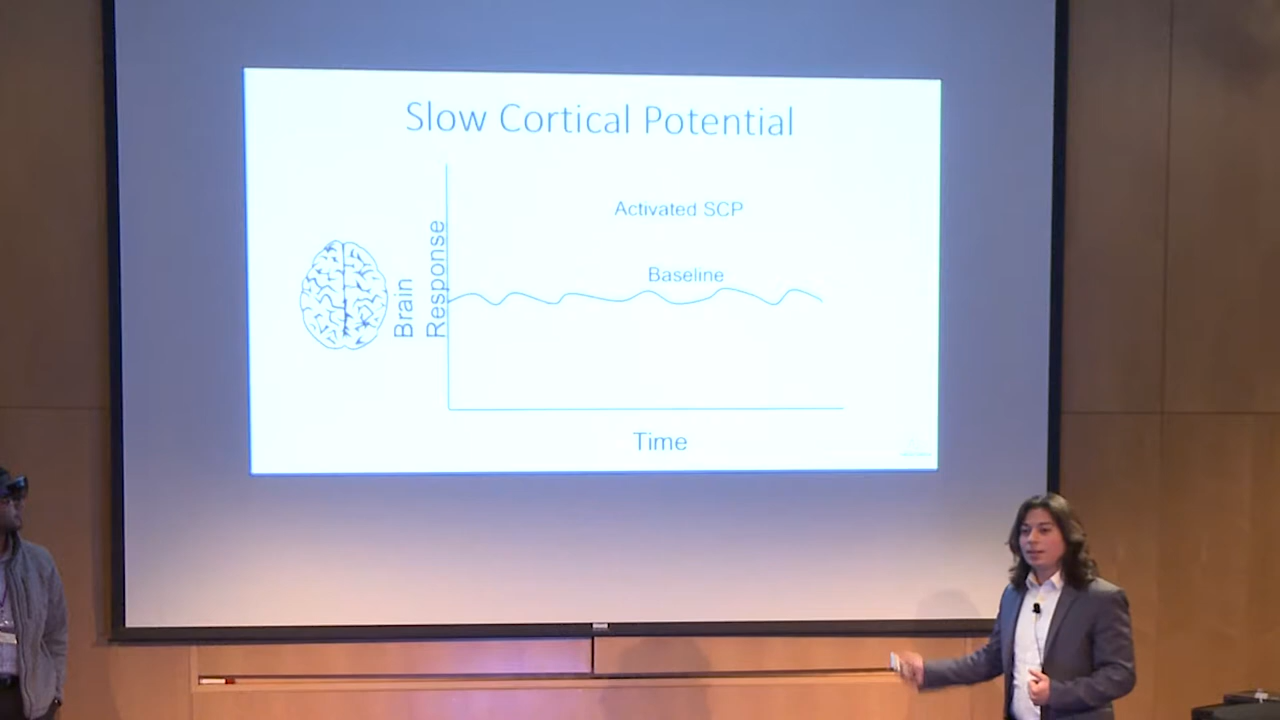 Slow Cortical Potential
Activated SCP
Baseline
Brain
Response
Time